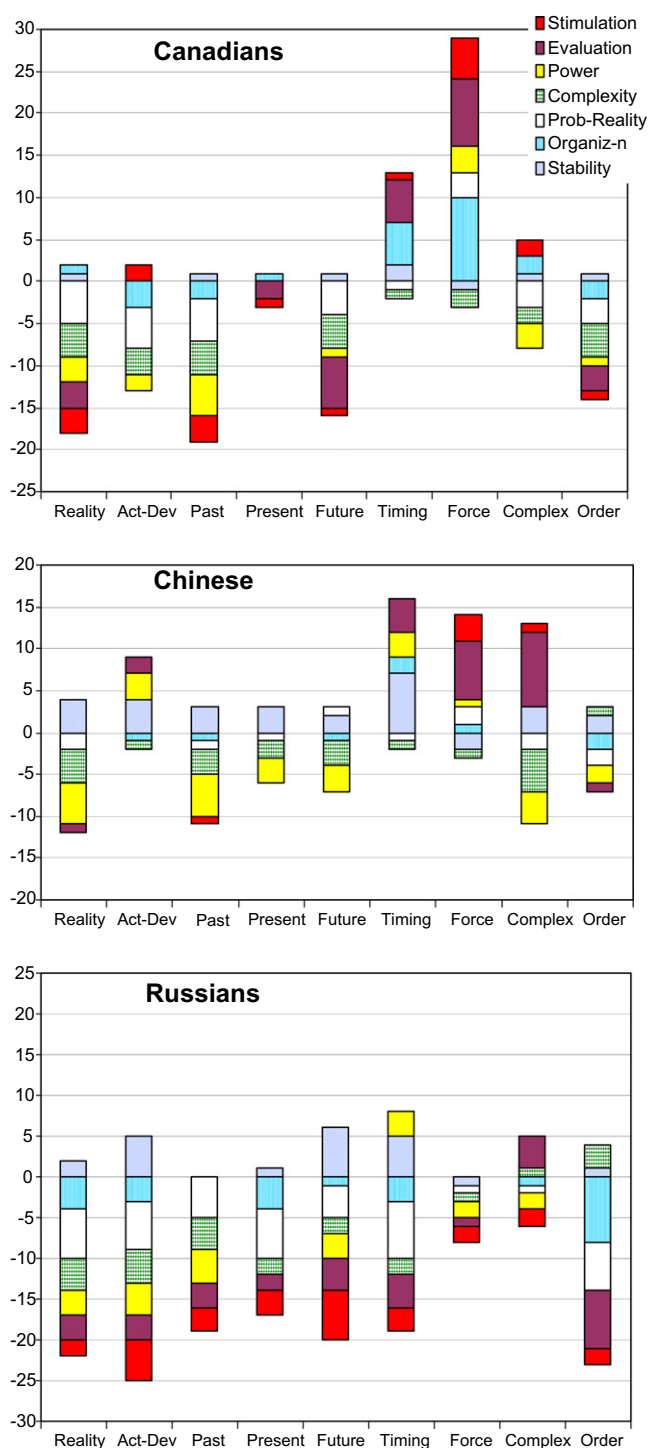 Canadians
Stimulation
Evaluation
Power
Complexity
Prob-Reality
Organiz-n
Stability
30
25
20
15
10
5
0
-5
-10
-15
-20
-25
Reality Act-Dev Past Present Future Timing Force Complex Order
Chinese
20
15
10
5
0
-5
-10
-15
-20
Reality Act-Dev Past Present Future Timing Force Complex Order
Russians
25
20
15
10
5
0
-5
-10
-15
-20
-25
-30
Reality Act-Dev Past Present Future Timing Force Complex Order